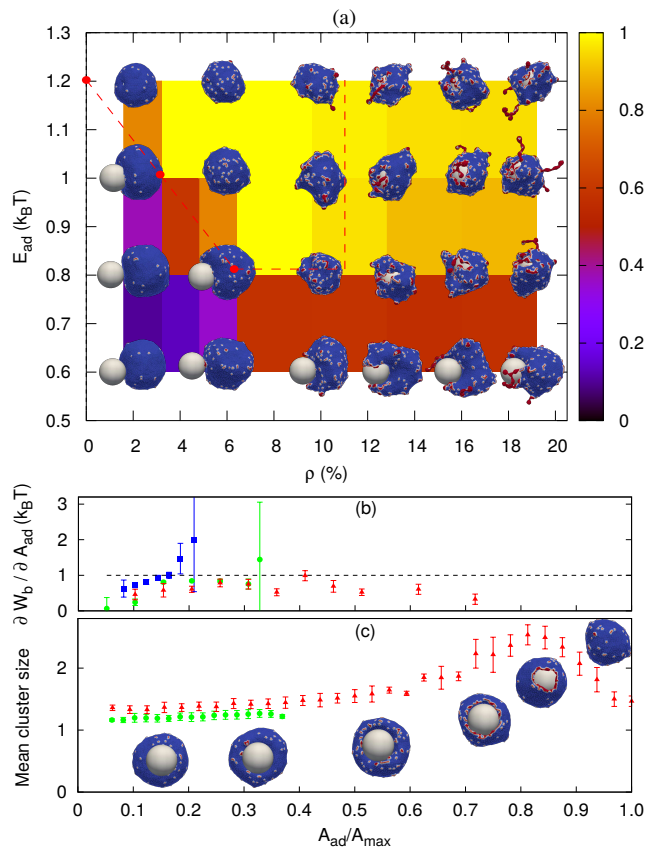 (a)
1.3
1.2
1.1
1
0.9
0.8
0.7
0.6
0.5
E_ad (k_BT)
0 2 4 6 8 10 12 14 16 18 20
ρ (%)
1
0.8
0.6
0.4
0.2
0
(b)
3
2
1
0
∂ W_b / ∂ A_ad (k_BT)
(c)
2
1
0
Mean cluster size
0 0.1 0.2 0.3 0.4 0.5 0.6 0.7 0.8 0.9 1.0
A_ad/A_max